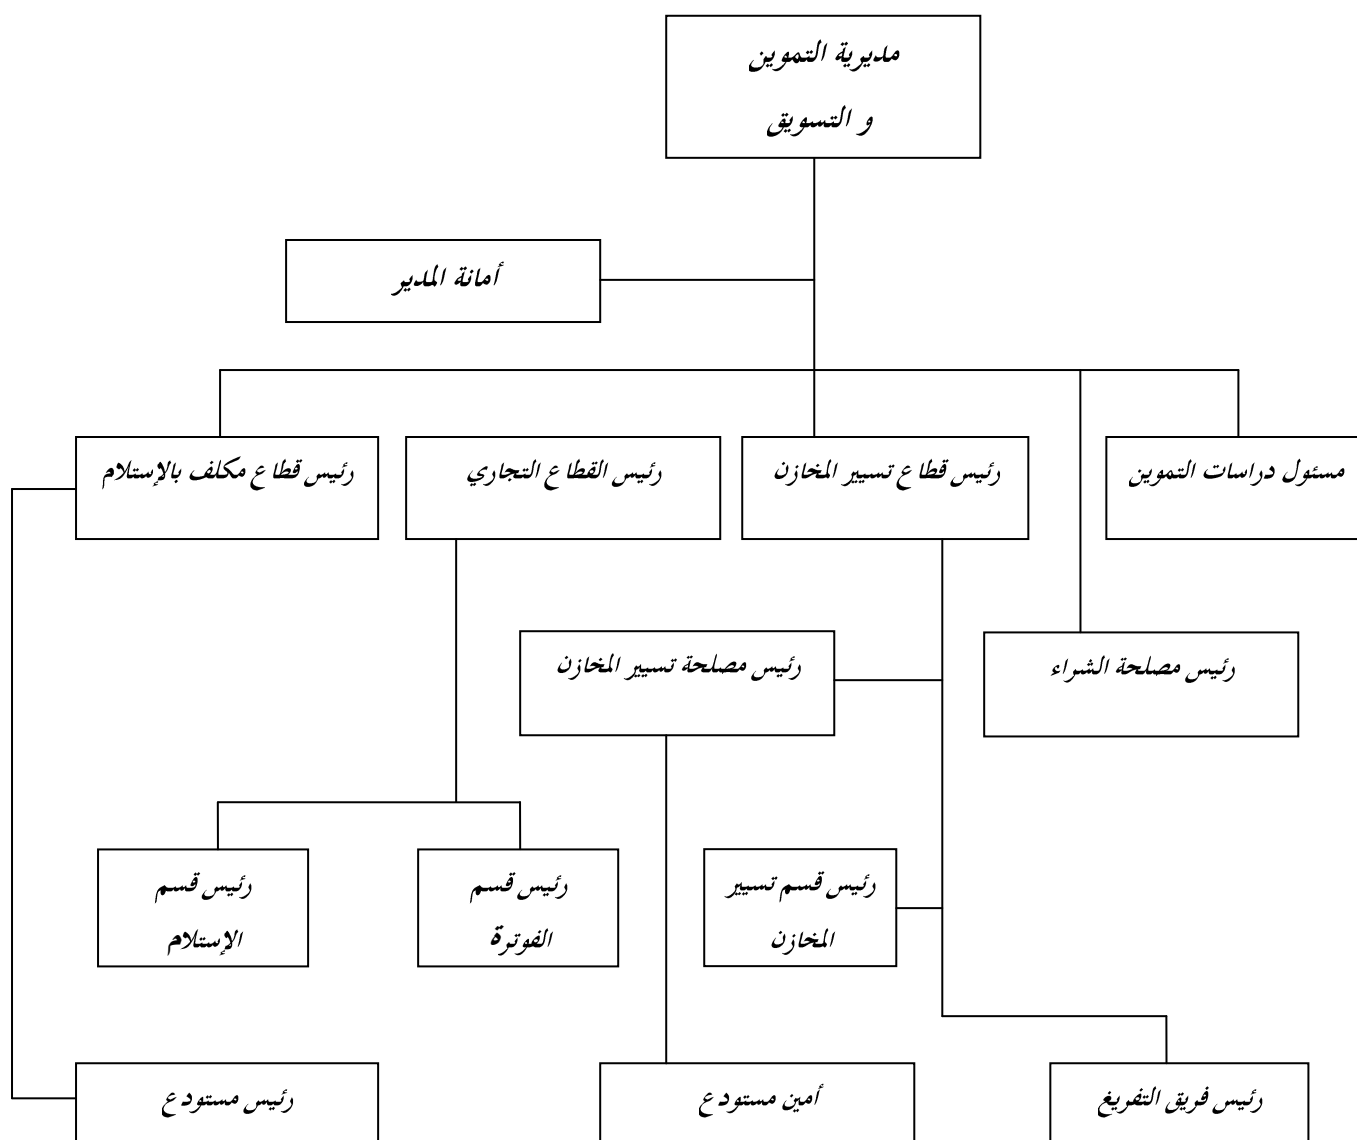 مديرية التموين
و التسويق
أمانة المدير
مسئول دراسات التموين
رئيس قطاع تسيير المخازن
رئيس القطاع التجاري
رئيس قطاع مكلف بالإستلام
رئيس مصلحة الشراء
رئيس مصلحة تسيير المخازن
رئيس قسم تسيير
المخازن
رئيس قسم
الفوترة
رئيس قسم
الإستلام
رئيس فريق التفريغ
أمين مستودع
رئيس مستودع